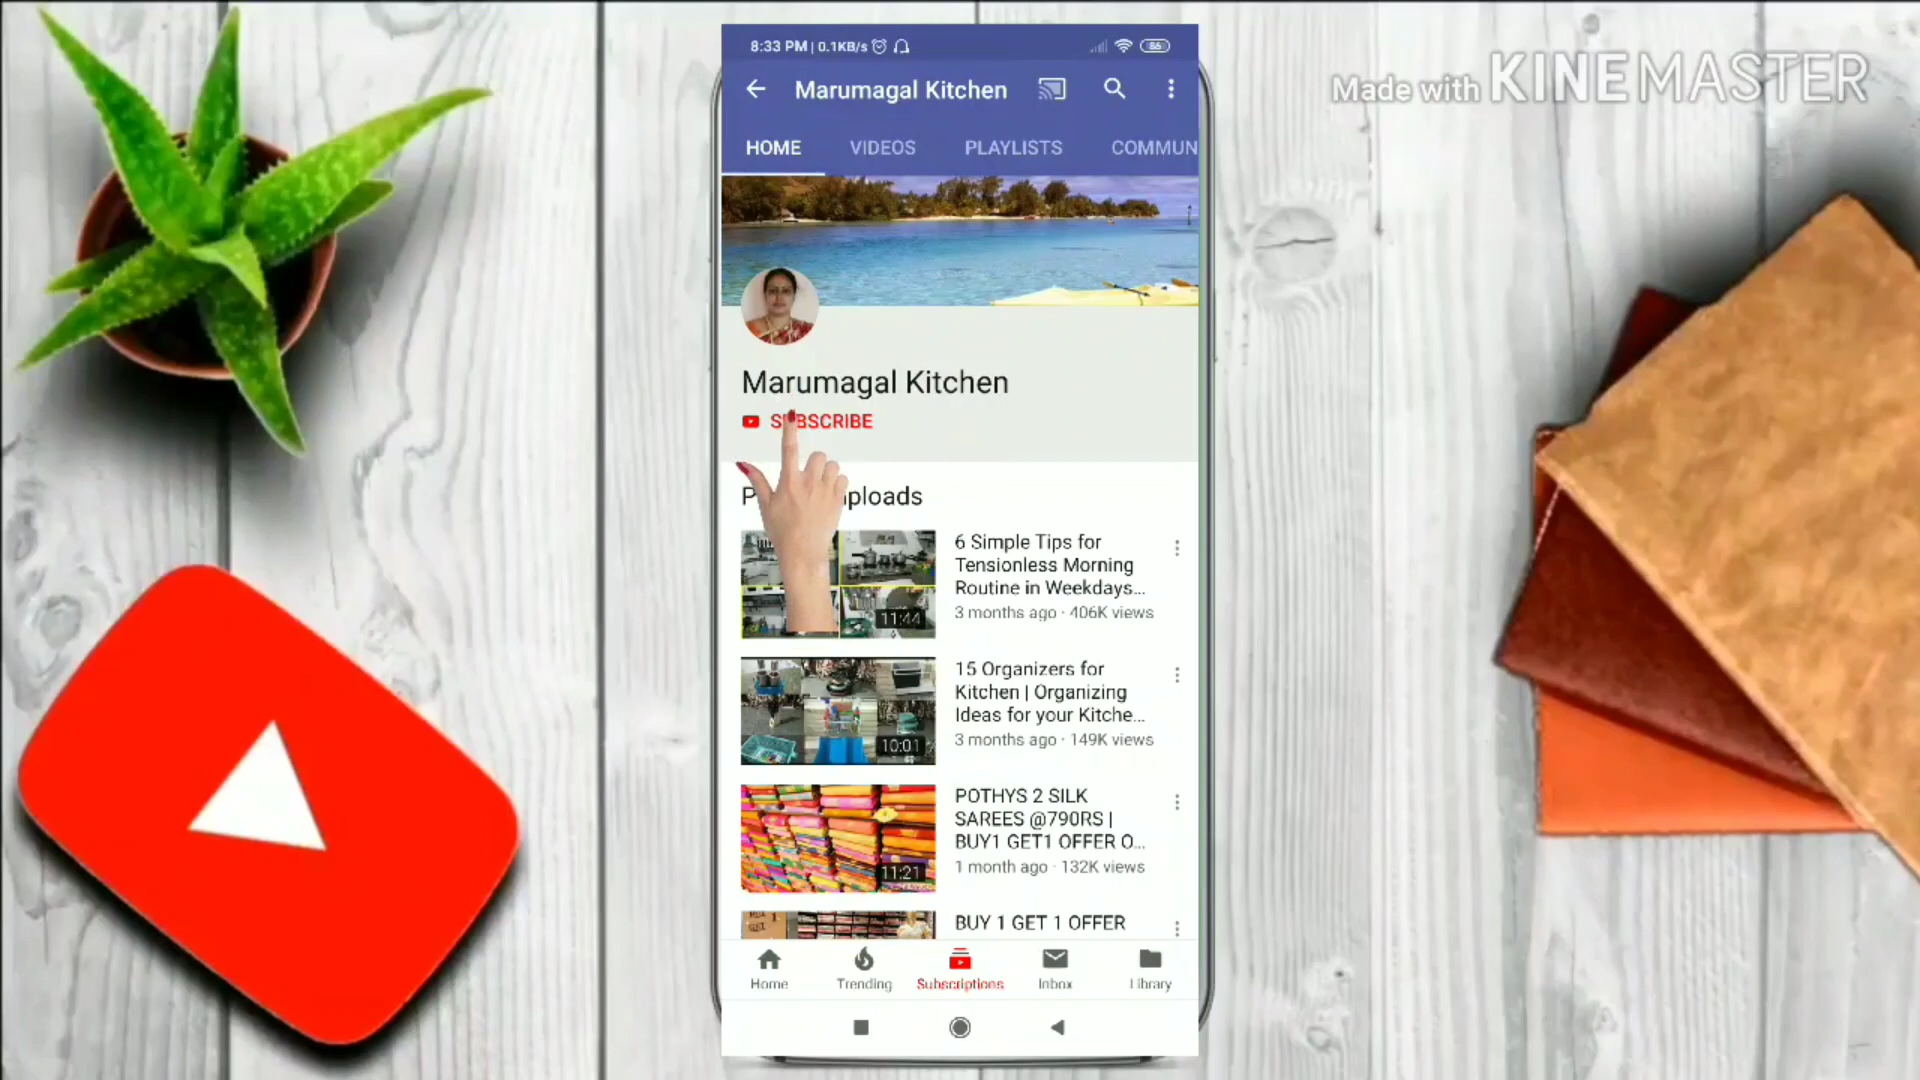 8:33 PM | 0.1KB/s
86
Marumagal Kitchen
HOME VIDEOS PLAYLISTS COMMUN
Made with KINEMASTER
Marumagal Kitchen
SUBSCRIBE
6 Simple Tips for
Tensionless Morning
Routine in Weekdays...
3 months ago · 406K views
11:44
15 Organizers for
Kitchen | Organizing
Ideas for your Kitche...
3 months ago · 149K views
10:01
POTHYS 2 SILK
SAREES @790RS |
BUY1 GET1 OFFER O...
1 month ago · 132K views
11:21
BUY 1 GET 1 OFFER
Home Trending Subscriptions Inbox Library